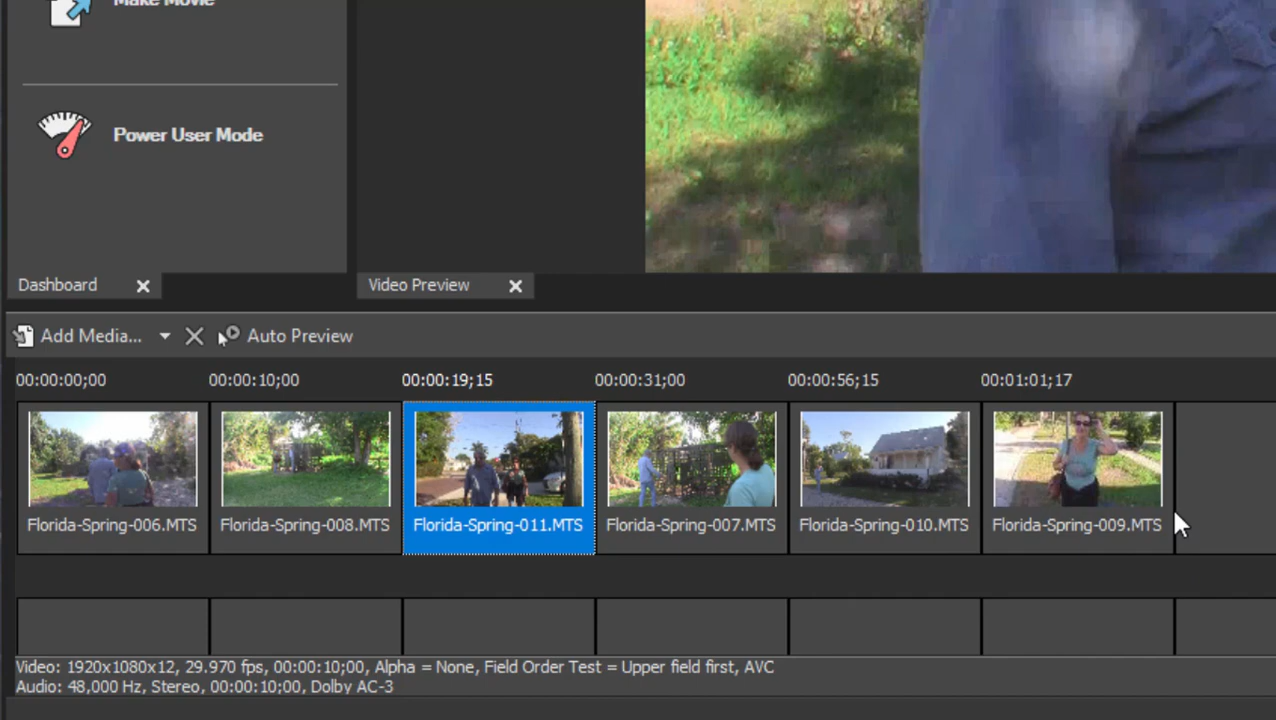 Make Movie
Power User Mode
Dashboard
Video Preview
Add Media...
Auto Preview
00:00:00;00 00:00:10;00 00:00:19;15 00:00:31;00 00:00:56;15 00:01:01;17
Florida-Spring-006.MTS Florida-Spring-008.MTS Florida-Spring-011.MTS Florida-Spring-007.MTS Florida-Spring-010.MTS Florida-Spring-009.MTS
Video: 1920x1080x12, 29.970 fps, 00:00:10;00, Alpha = None, Field Order Test = Upper field first, AVC
Audio: 48,000 Hz, Stereo, 00:00:10;00, Dolby AC-3